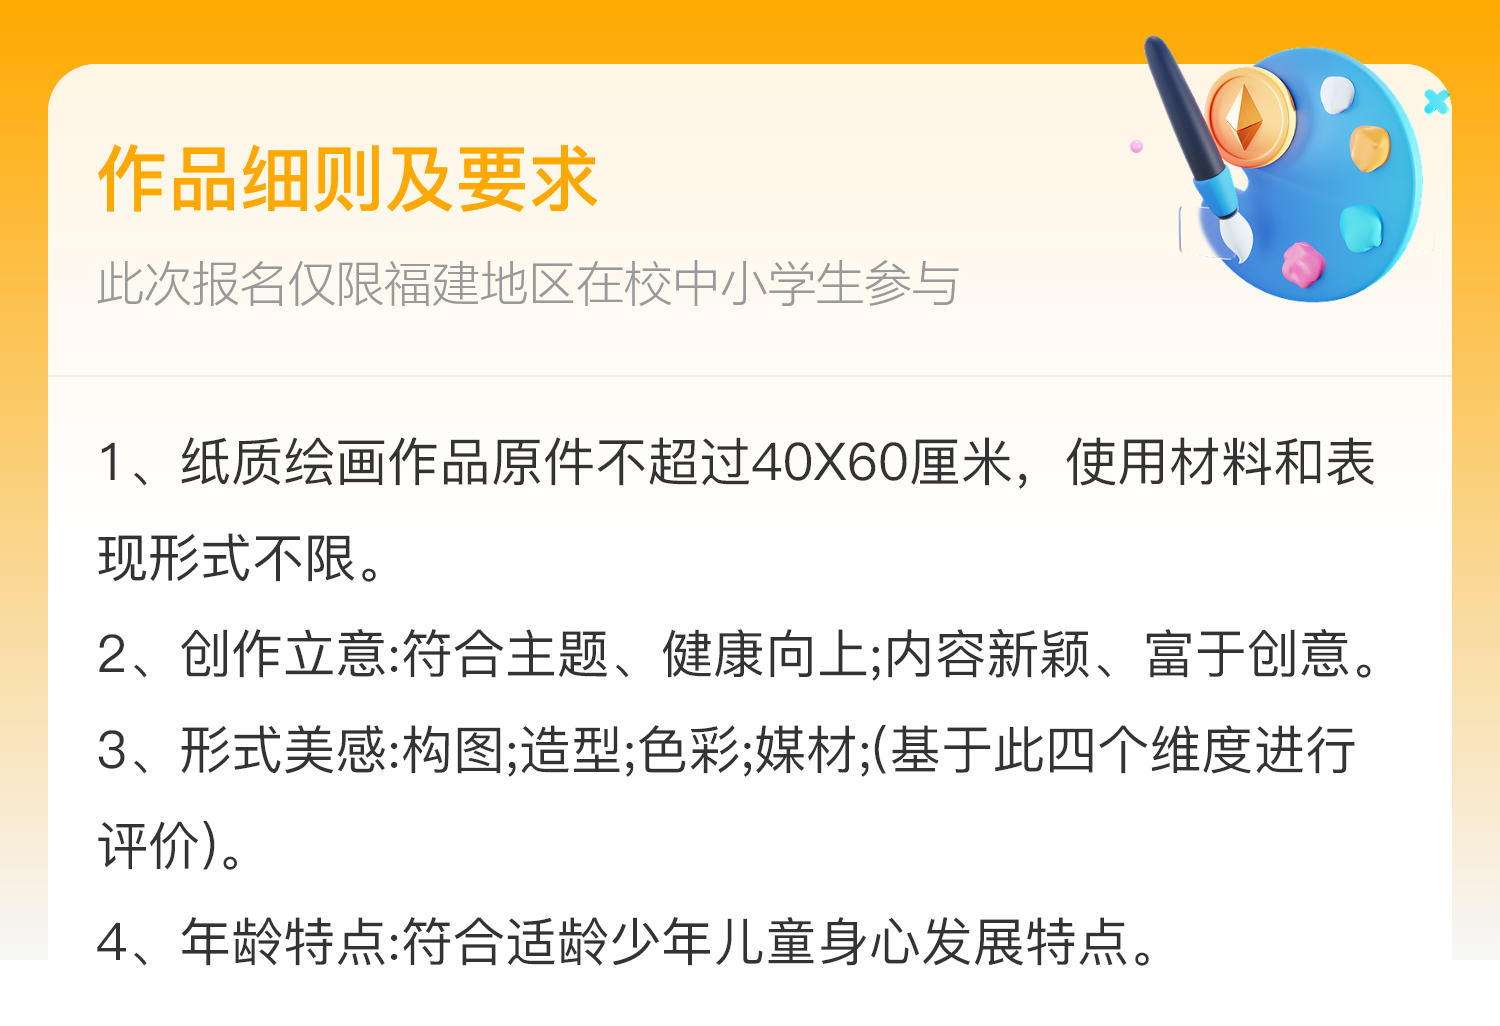 作品细则及要求
此次报名仅限福建地区在校中小学生参与
1、纸质绘画作品原件不超过40X60厘米，使用材料和表
现形式不限。
2、创作立意:符合主题、健康向上;内容新颖、富于创意。
3、形式美感:构图;造型;色彩;媒材;(基于此四个维度进行
评价)。
4、年龄特点:符合适龄少年儿童身心发展特点。